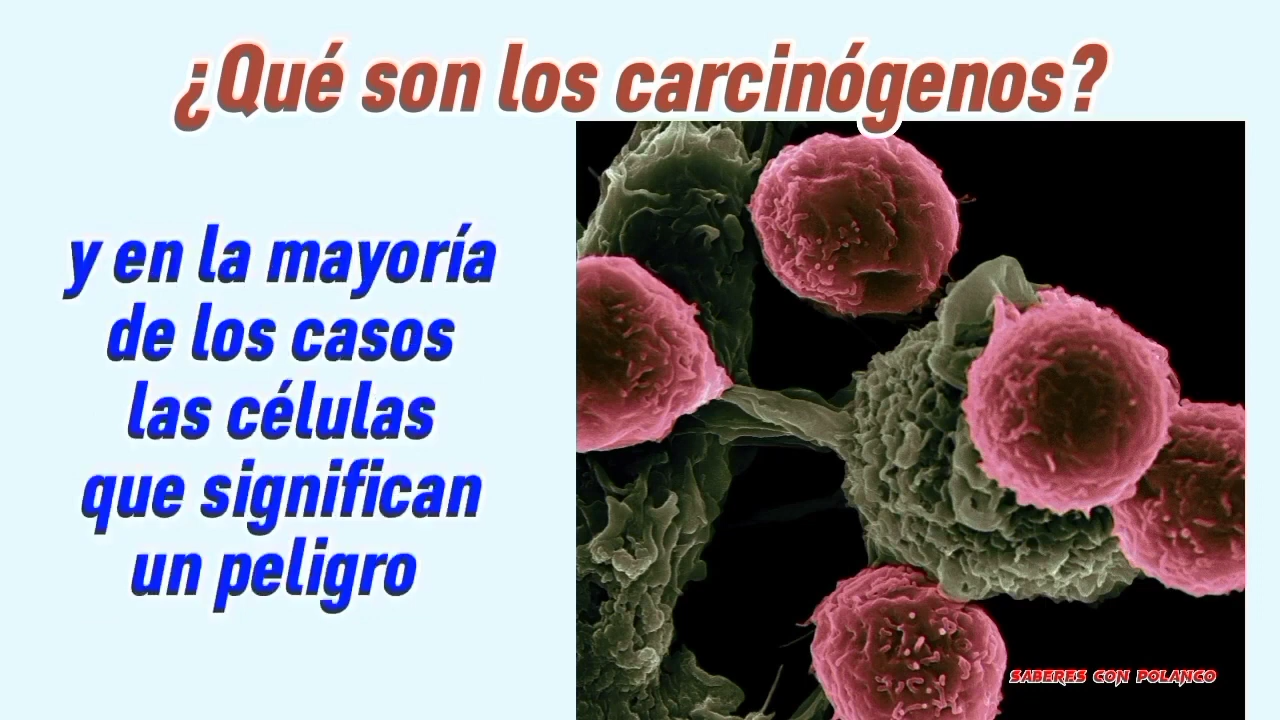 ¿Qué son los carcinógenos?
y en la mayoría
de los casos
las células
que significan
un peligro
SABERES CON POLANCO